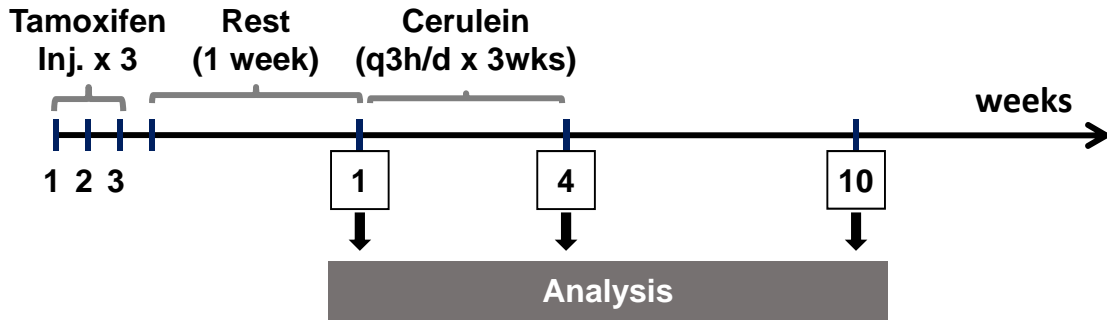 Tamoxifen
Inj. x 3
Rest
(1 week)
Cerulein
(q3h/d x 3wks)
weeks
1 2 3
1
4
10
Analysis